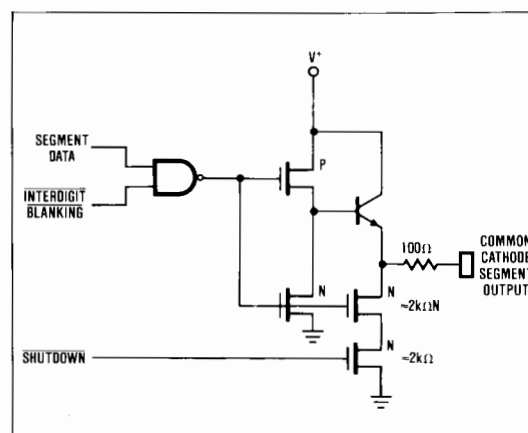 V+
SEGMENT
DATA
INTERDIGIT
BLANKING
P
100Ω
COMMON
CATHODE
SEGMENT
OUTPUT
N
N
≈2kΩN
N
≈2kΩ
SHUTDOWN